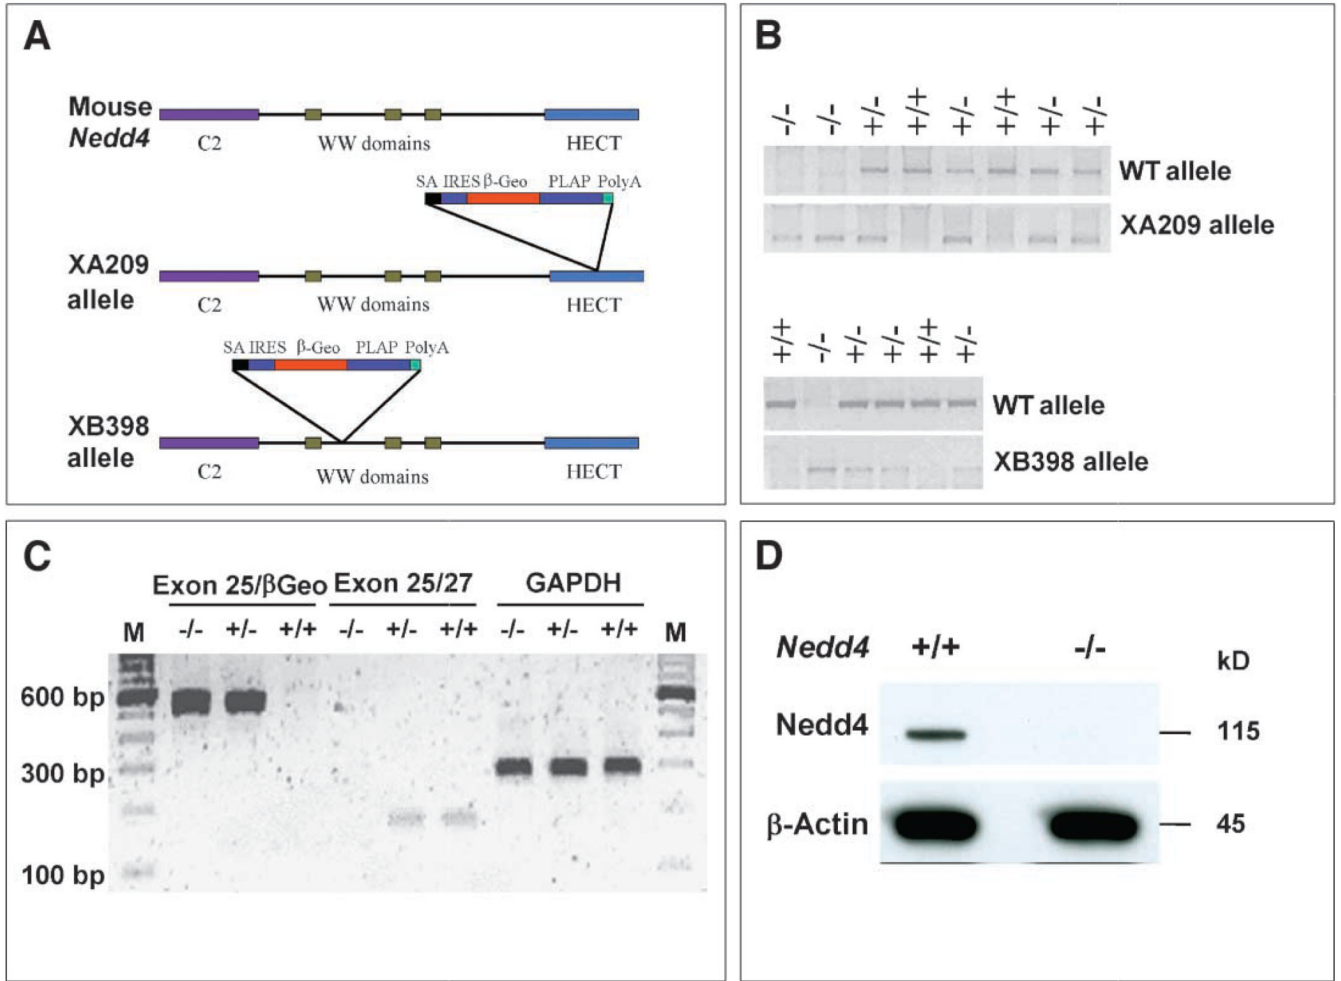 A
Mouse
Nedd4
C2
WW domains
HECT
SA IRES β-Geo PLAP PolyA
XA209
allele
C2
WW domains
HECT
SA IRES β-Geo PLAP PolyA
XB398
allele
C2
WW domains
HECT
B
-/- -/- +/- +/+ +/- +/+ +/- +/-
WT allele
XA209 allele
+/+ -/- +/- +/- +/+ +/-
WT allele
XB398 allele
C
Exon 25/βGeo Exon 25/27 GAPDH
M -/- +/- +/+ -/- +/- +/+ -/- +/- +/+ M
600 bp
300 bp
100 bp
D
Nedd4 +/+ -/- kD
Nedd4 115
β-Actin 45